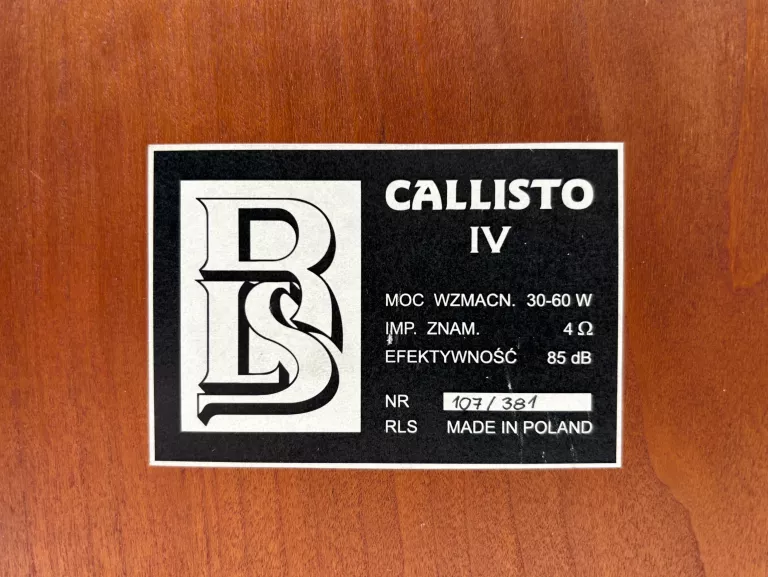 RLS
CALLISTO
IV
MOC WZMACN. 30-60 W
IMP. ZNAM. 4 Ω
EFEKTYWNOŚĆ 85 dB
NR 107/381
RLS MADE IN POLAND